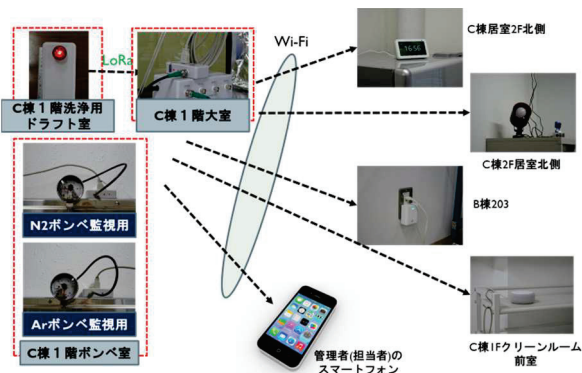 Wi-Fi
LoRa
C棟居室2F北側
C棟1階洗浄用
ドラフト室
C棟1階大室
C棟2F居室北側
N2ボンベ監視用
B棟203
Arボンベ監視用
C棟1階ボンベ室
管理者(担当者)の
スマートフォン
C棟1Fクリーンルーム
前室
16:50